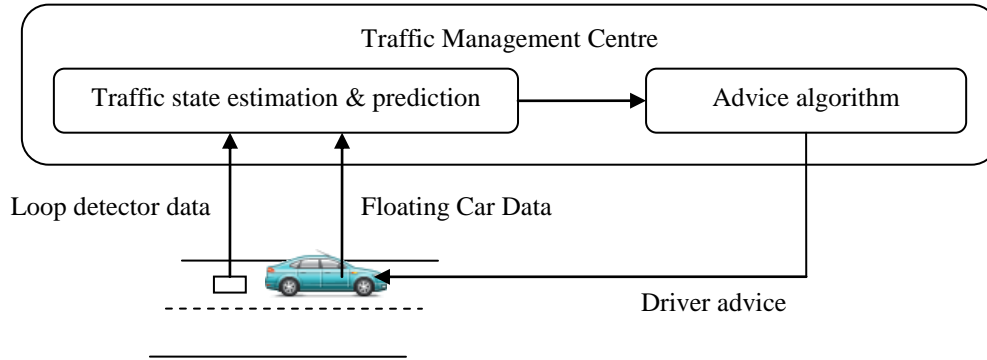 Traffic Management Centre
Traffic state estimation & prediction
Advice algorithm
Loop detector data
Floating Car Data
Driver advice